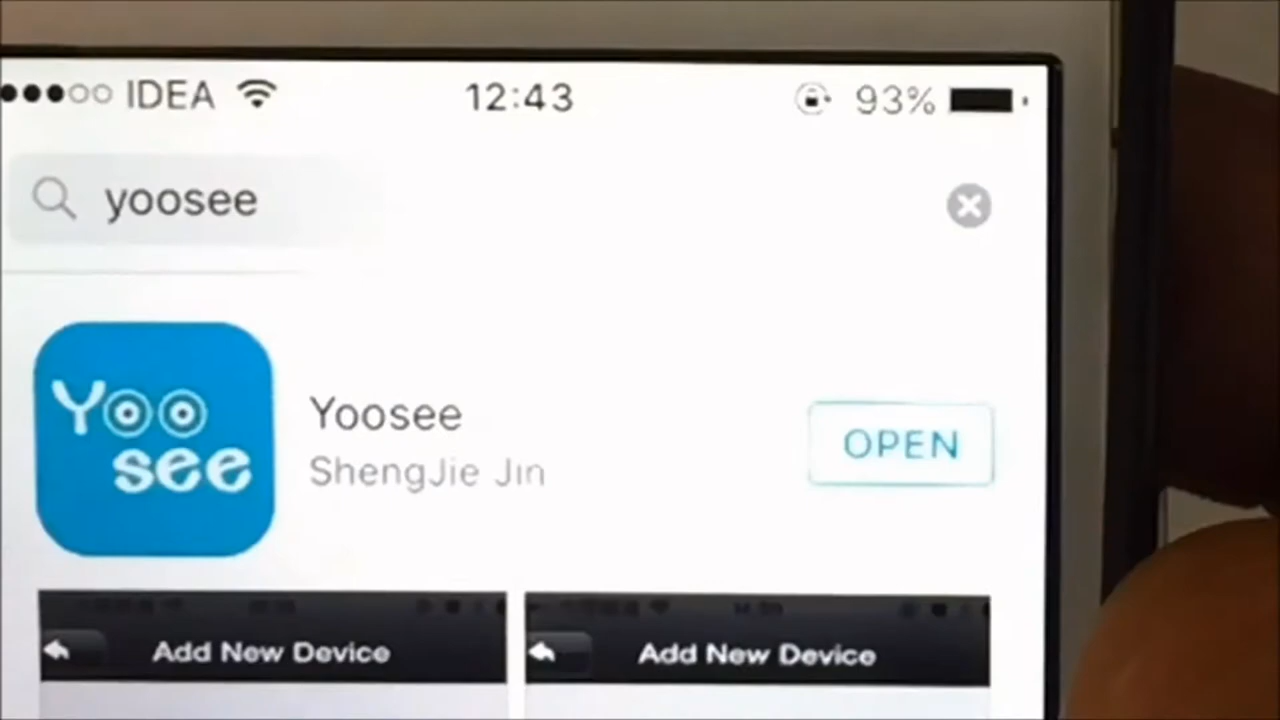 IDEA 12:43 93%
yoosee
Yoo
see
Yoosee
ShengJie Jin
OPEN
Add New Device Add New Device